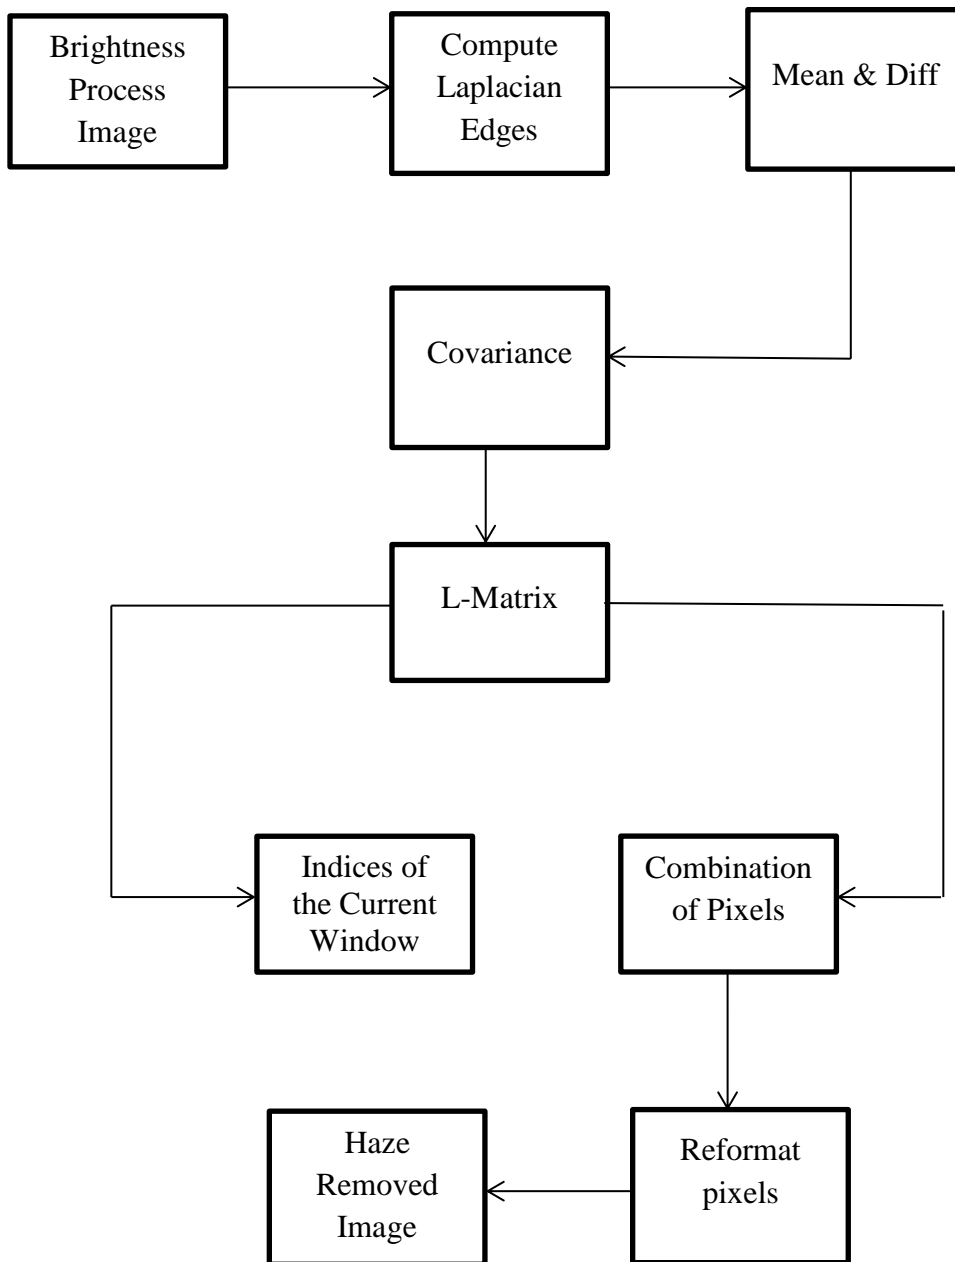 Brightness
Process
Image
Compute
Laplacian
Edges
Mean & Diff
Covariance
L-Matrix
Indices of
the Current
Window
Combination
of Pixels
Reformat
pixels
Haze
Removed
Image